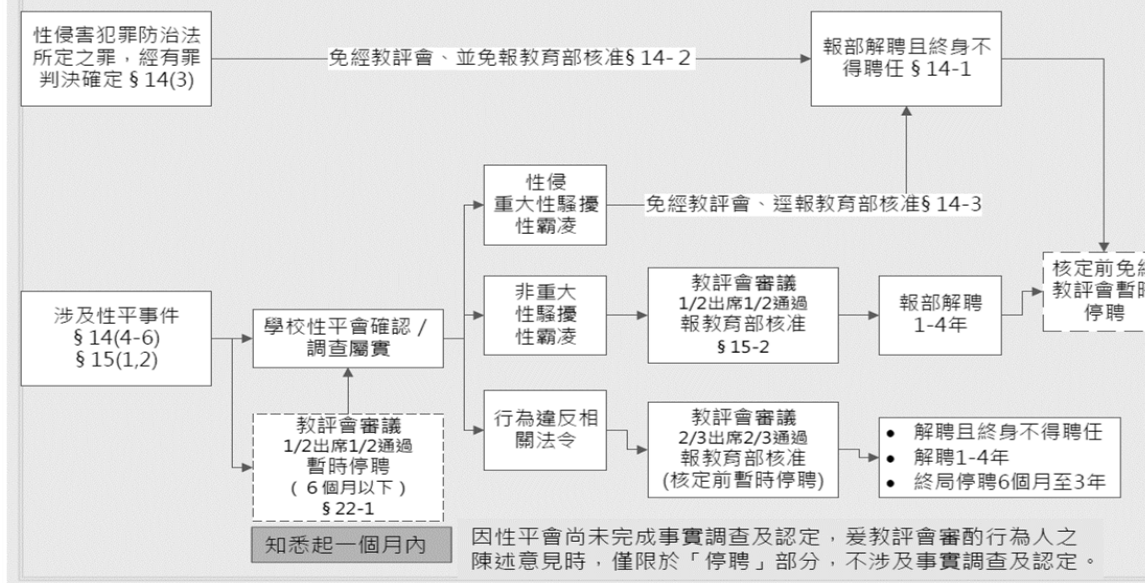 性侵害犯罪防治法
所定之罪，經有罪
判決確定§14(3)
免經教評會、並免報教育部核准§14-2
報部解聘且終身不
得聘任§14-1
性侵
重大性騷擾
性霸凌
免經教評會、逕報教育部核准§14-3
涉及性平事件
§14(4-6)
§15(1,2)
學校性平會確認/
調查屬實
非重大
性騷擾
性霸凌
教評會審議
1/2出席1/2通過
報教育部核准
§15-2
報部解聘
1-4年
核定前免經
教評會暫時
停聘
教評會審議
1/2出席1/2通過
暫時停聘
(6個月以下)
§22-1
行為違反相
關法令
教評會審議
2/3出席2/3通過
報教育部核准
(核定前暫時停聘)
• 解聘且終身不得聘任
• 解聘1-4年
• 終局停聘6個月至3年
知悉起一個月內
因性平會尚未完成事實調查及認定，爰教評會審酌行為人之
陳述意見時，僅限於「停聘」部分，不涉及事實調查及認定。